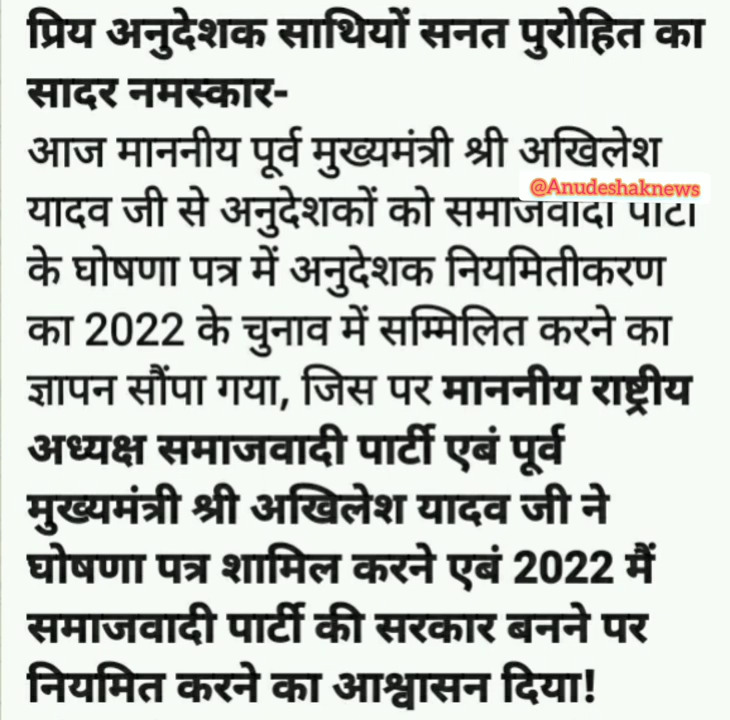 प्रिय अनुदेशक साथियों सनत पुरोहित का
सादर नमस्कार-
आज माननीय पूर्व मुख्यमंत्री श्री अखिलेश
@Anudeshaknews
यादव जी से अनुदेशकों को समाजवादी पार्टी
के घोषणा पत्र में अनुदेशक नियमितीकरण
का 2022 के चुनाव में सम्मिलित करने का
ज्ञापन सौंपा गया, जिस पर माननीय राष्ट्रीय
अध्यक्ष समाजवादी पार्टी एबं पूर्व
मुख्यमंत्री श्री अखिलेश यादव जी ने
घोषणा पत्र शामिल करने एबं 2022 मैं
समाजवादी पार्टी की सरकार बनने पर
नियमित करने का आश्वासन दिया!